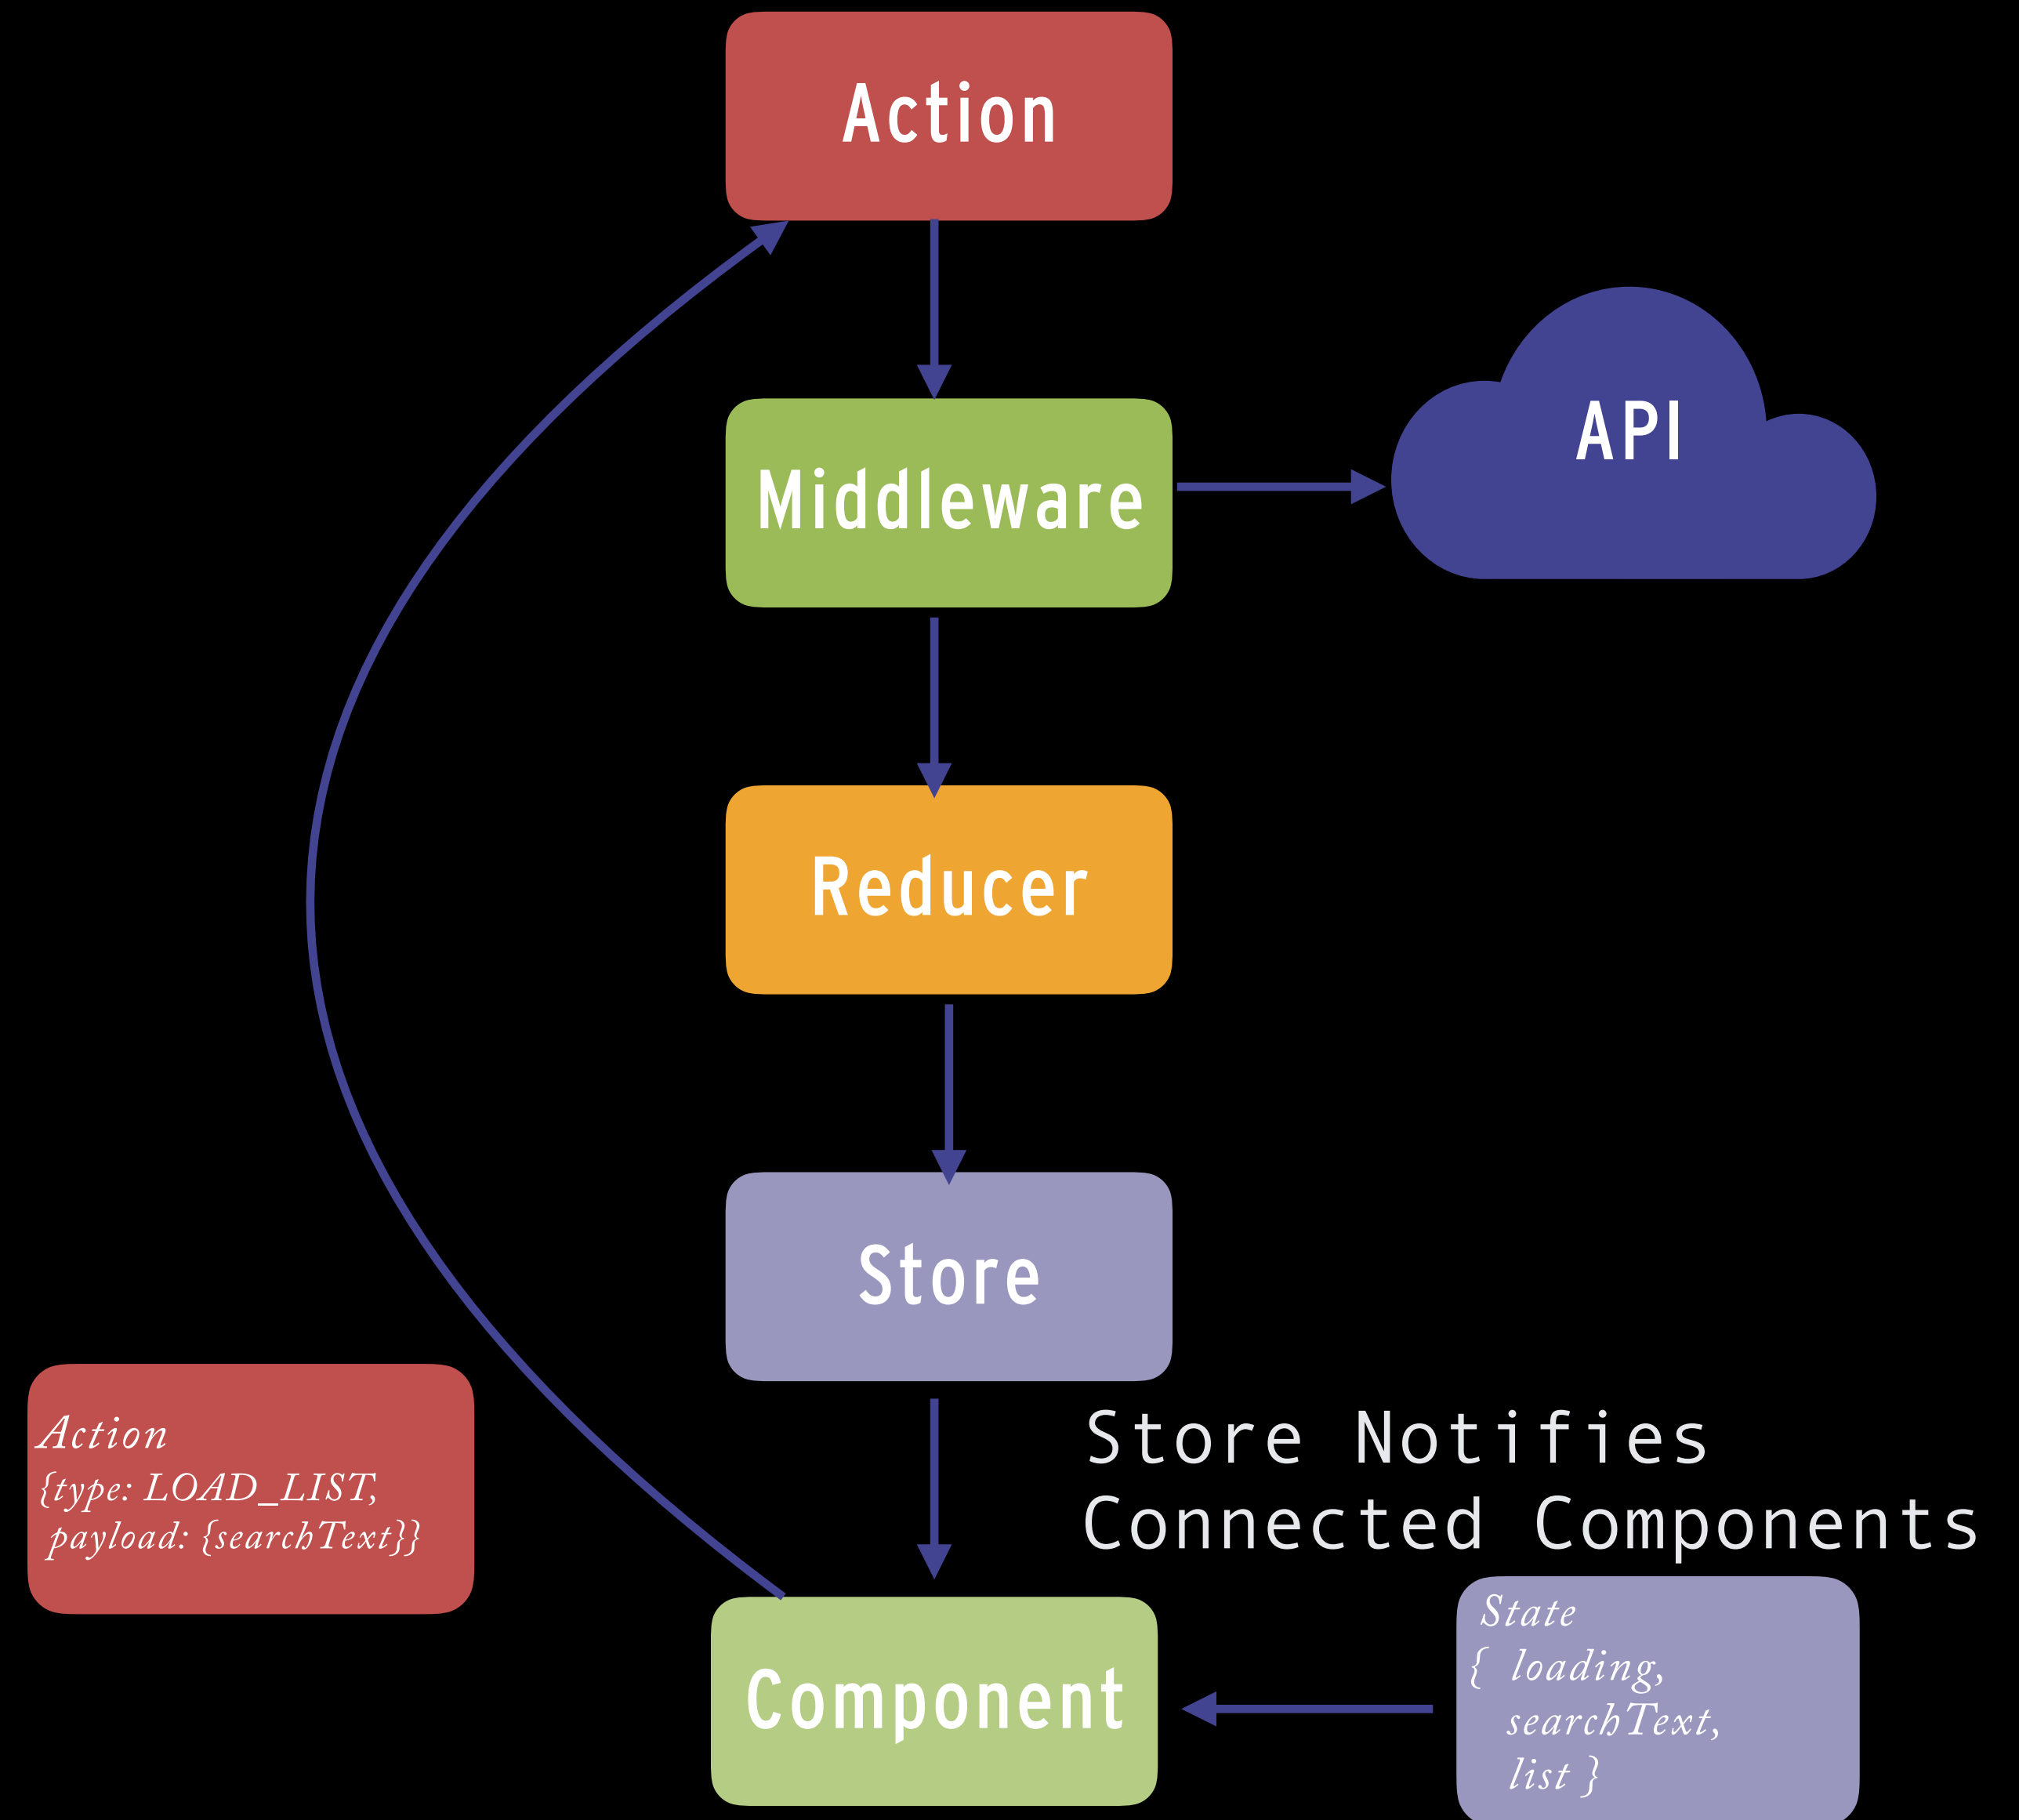 Action
API
Middleware
Reducer
Store
Store Notifies
Connected Components
Action
{type: LOAD_LIST,
payload: {searchText}}
Component
State
{ loading,
searchText,
list }